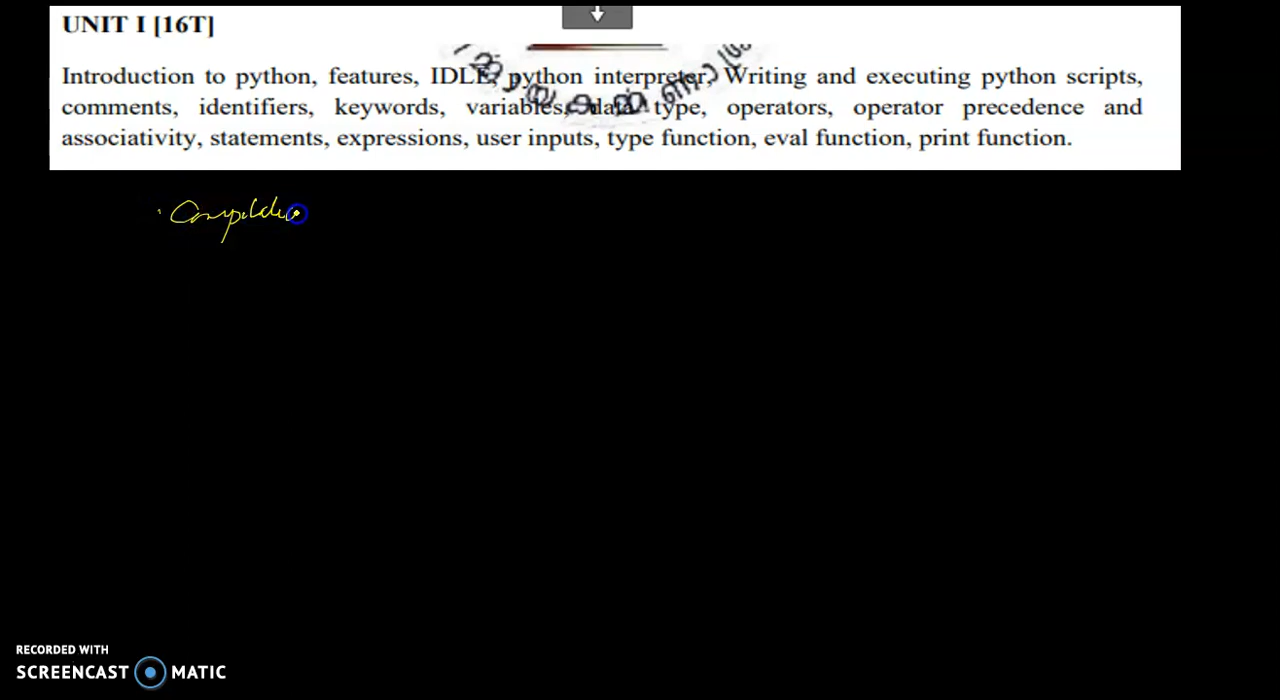 UNIT I [16T]
Introduction to python, features, IDLE, python interpreter, Writing and executing python scripts,
comments, identifiers, keywords, variables, data type, operators, operator precedence and
associativity, statements, expressions, user inputs, type function, eval function, print function.
RECORDED WITH
SCREENCAST MATIC